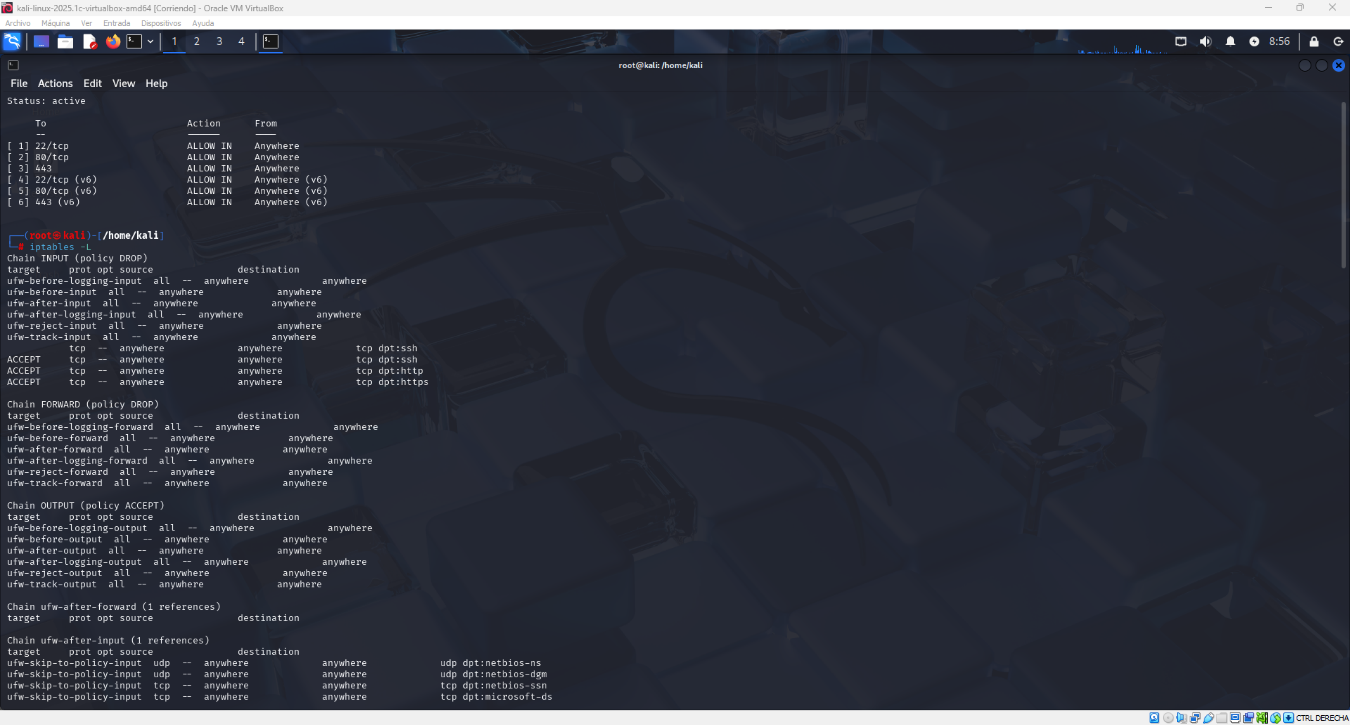 kali-linux-2025.1c-virtualbox-amd64 [Corriendo] - Oracle VM VirtualBox
Archivo Máquina Ver Entrada Dispositivos Ayuda
1 2 3 4 8:56
root@kali: /home/kali
File Actions Edit View Help
Status: active
To Action From
-- ------ ----
[ 1] 22/tcp ALLOW IN Anywhere
[ 2] 80/tcp ALLOW IN Anywhere
[ 3] 443 ALLOW IN Anywhere
[ 4] 22/tcp (v6) ALLOW IN Anywhere (v6)
[ 5] 80/tcp (v6) ALLOW IN Anywhere (v6)
[ 6] 443 (v6) ALLOW IN Anywhere (v6)
┌──(root㉿kali)-[/home/kali]
└─# iptables -L
Chain INPUT (policy DROP)
target prot opt source destination
ufw-before-logging-input all -- anywhere anywhere
ufw-before-input all -- anywhere anywhere
ufw-after-input all -- anywhere anywhere
ufw-after-logging-input all -- anywhere anywhere
ufw-reject-input all -- anywhere anywhere
ufw-track-input all -- anywhere anywhere
tcp -- anywhere anywhere tcp dpt:ssh
ACCEPT tcp -- anywhere anywhere tcp dpt:ssh
ACCEPT tcp -- anywhere anywhere tcp dpt:http
ACCEPT tcp -- anywhere anywhere tcp dpt:https
Chain FORWARD (policy DROP)
target prot opt source destination
ufw-before-logging-forward all -- anywhere anywhere
ufw-before-forward all -- anywhere anywhere
ufw-after-forward all -- anywhere anywhere
ufw-after-logging-forward all -- anywhere anywhere
ufw-reject-forward all -- anywhere anywhere
ufw-track-forward all -- anywhere anywhere
Chain OUTPUT (policy ACCEPT)
target prot opt source destination
ufw-before-logging-output all -- anywhere anywhere
ufw-before-output all -- anywhere anywhere
ufw-after-output all -- anywhere anywhere
ufw-after-logging-output all -- anywhere anywhere
ufw-reject-output all -- anywhere anywhere
ufw-track-output all -- anywhere anywhere
Chain ufw-after-forward (1 references)
target prot opt source destination
Chain ufw-after-input (1 references)
target prot opt source destination
ufw-skip-to-policy-input udp -- anywhere anywhere udp dpt:netbios-ns
ufw-skip-to-policy-input udp -- anywhere anywhere udp dpt:netbios-dgm
ufw-skip-to-policy-input tcp -- anywhere anywhere tcp dpt:netbios-ssn
ufw-skip-to-policy-input tcp -- anywhere anywhere tcp dpt:microsoft-ds
CTRL DERECHA